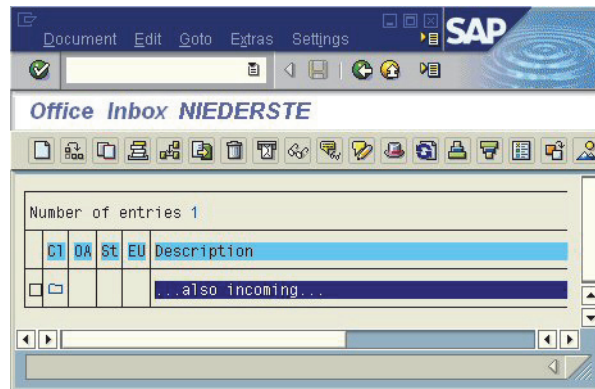 Document Edit Goto Extras Settings
SAP
Office Inbox NIEDERSTE
Number of entries 1
Cl OA St EU Description
...also incoming...